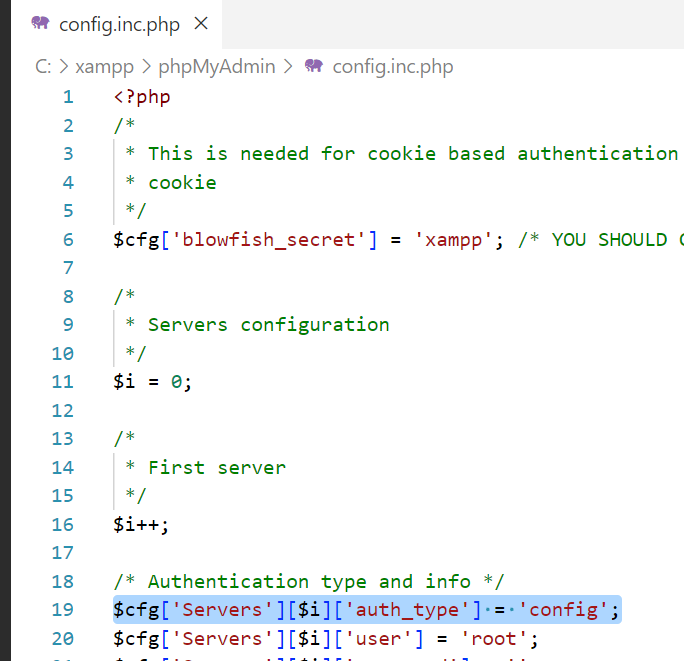 config.inc.php
C: > xampp > phpMyAdmin > config.inc.php
1 <?php
2 /*
3 * This is needed for cookie based authentication
4 * cookie
5 */
6 $cfg['blowfish_secret'] = 'xampp'; /* YOU SHOULD
7
8 /*
9 * Servers configuration
10 */
11 $i = 0;
12
13 /*
14 * First server
15 */
16 $i++;
17
18 /* Authentication type and info */
19 $cfg['Servers'][$i]['auth_type'] = 'config';
20 $cfg['Servers'][$i]['user'] = 'root';